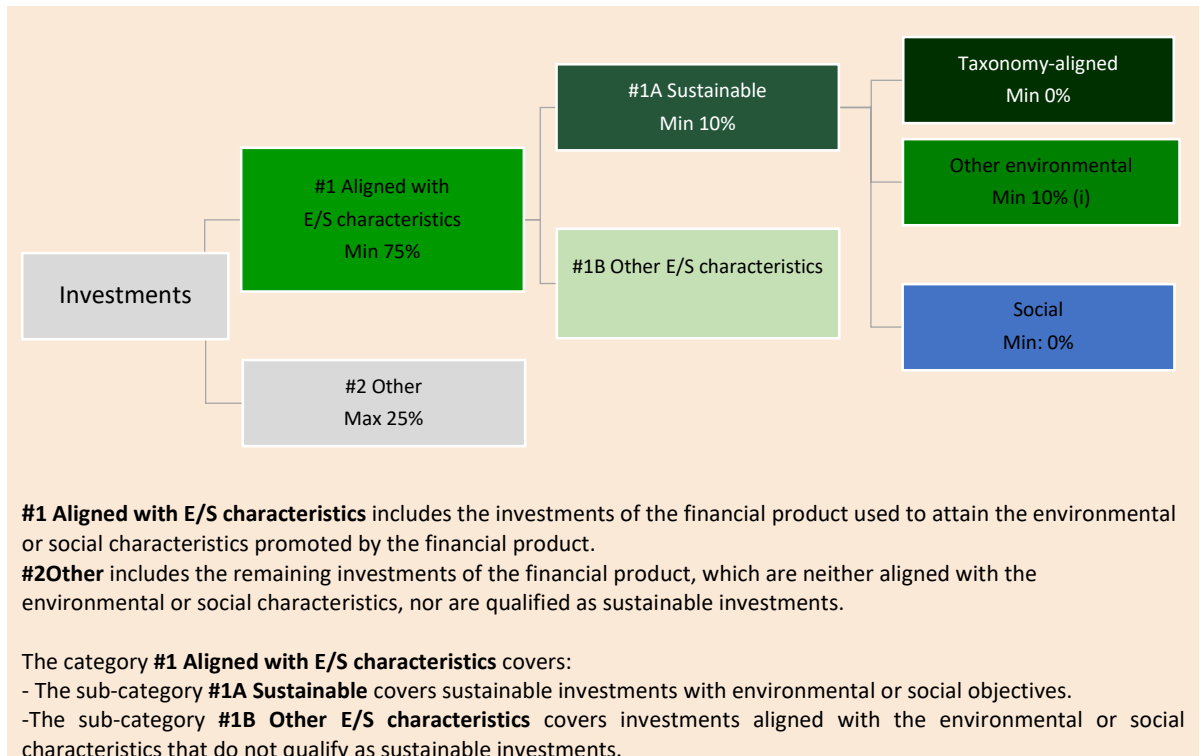 Taxonomy-aligned
Min 0%
#1A Sustainable
Min 10%
Other environmental
Min 10% (i)
#1 Aligned with
E/S characteristics
Min 75%
#1B Other E/S characteristics
Investments
Social
Min: 0%
#2 Other
Max 25%
#1 Aligned with E/S characteristics includes the investments of the financial product used to attain the environmental
or social characteristics promoted by the financial product.
#2Other includes the remaining investments of the financial product, which are neither aligned with the
environmental or social characteristics, nor are qualified as sustainable investments.
The category #1 Aligned with E/S characteristics covers:
- The sub-category #1A Sustainable covers sustainable investments with environmental or social objectives.
-The sub-category #1B Other E/S characteristics covers investments aligned with the environmental or social
characteristics that do not qualify as sustainable investments.